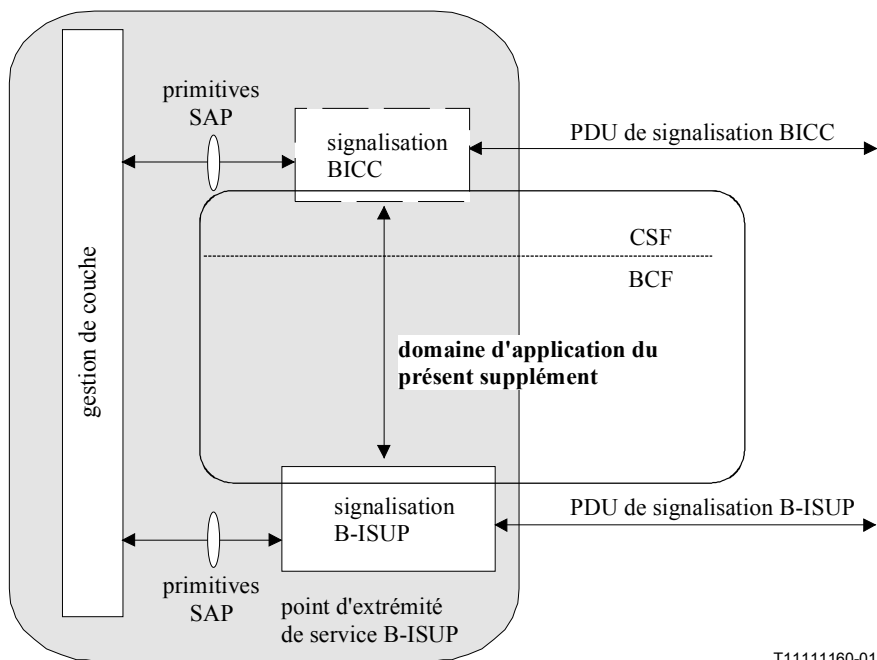 primitives
SAP
signalisation
BICC
PDU de signalisation BICC
CSF
BCF
gestion de couche
domaine d'application du
présent supplément
signalisation
B-ISUP
PDU de signalisation B-ISUP
primitives
SAP
point d'extrémité
de service B-ISUP
T11111160-01